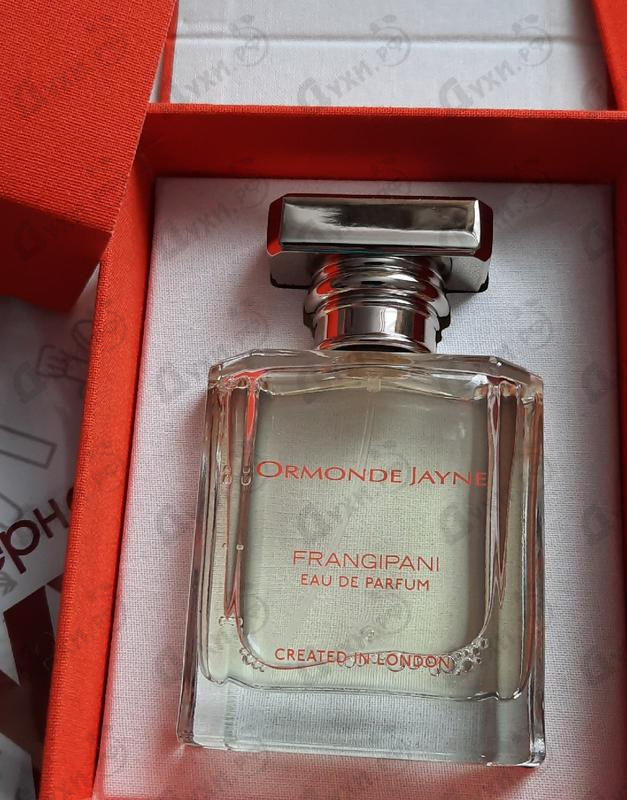 ORMONDE JAYNE
FRANGIPANI
EAU DE PARFUM
CREATED IN LONDON
Духи.рф